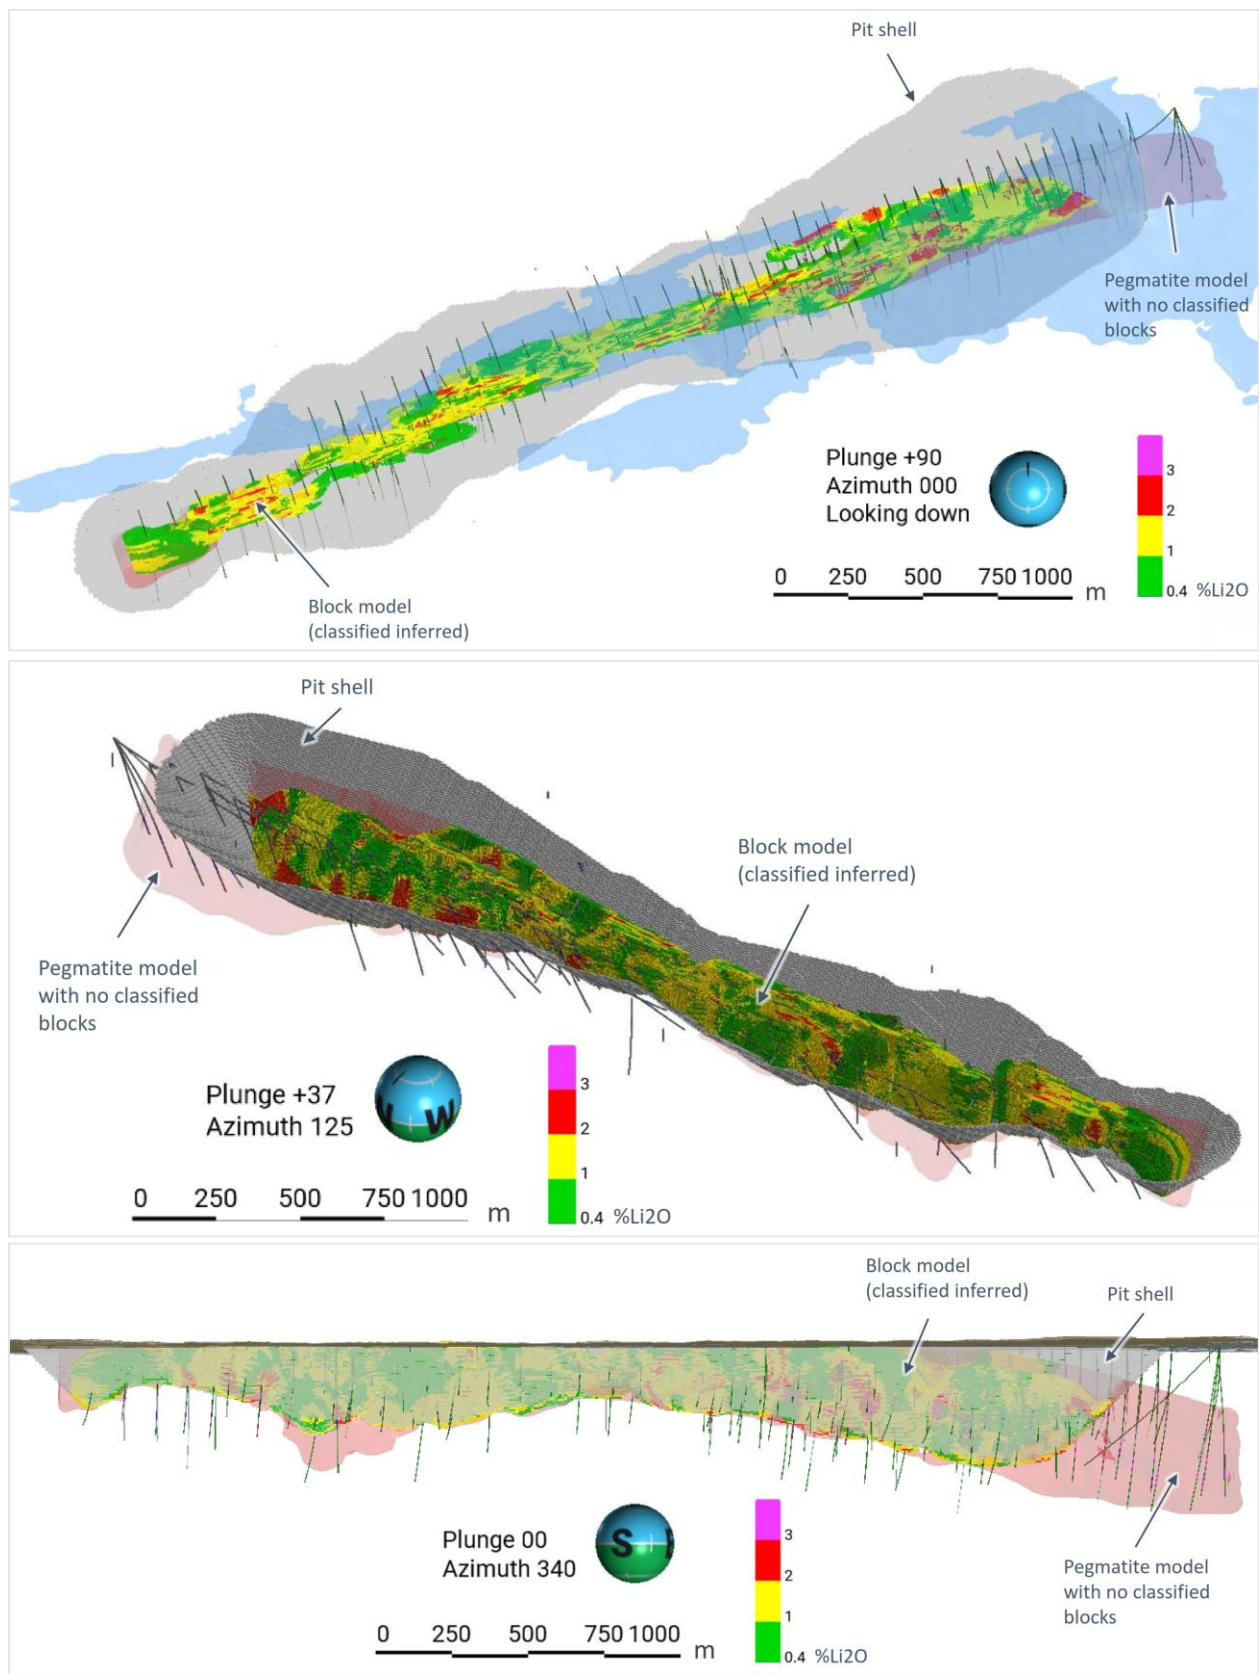 Pit shell
Pegmatite model
with no classified
blocks
Plunge +90
Azimuth 000
Looking down
3
2
1
0.4 %Li2O
0 250 500 750 1000 m
Block model
(classified inferred)
Pit shell
Block model
(classified inferred)
Pegmatite model
with no classified
blocks
Plunge +37
Azimuth 125
W
3
2
1
0.4 %Li2O
0 250 500 750 1000 m
Block model
(classified inferred)
Pit shell
Plunge 00
Azimuth 340
S
3
2
1
0.4 %Li2O
Pegmatite model
with no classified
blocks
0 250 500 750 1000 m